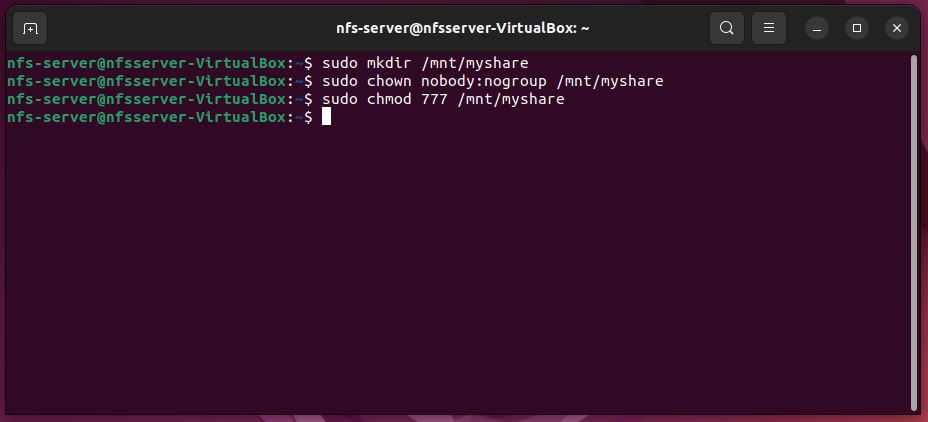 nfs-server@nfsserver-VirtualBox: ~
nfs-server@nfsserver-VirtualBox:~$ sudo mkdir /mnt/myshare
nfs-server@nfsserver-VirtualBox:~$ sudo chown nobody:nogroup /mnt/myshare
nfs-server@nfsserver-VirtualBox:~$ sudo chmod 777 /mnt/myshare
nfs-server@nfsserver-VirtualBox:~$